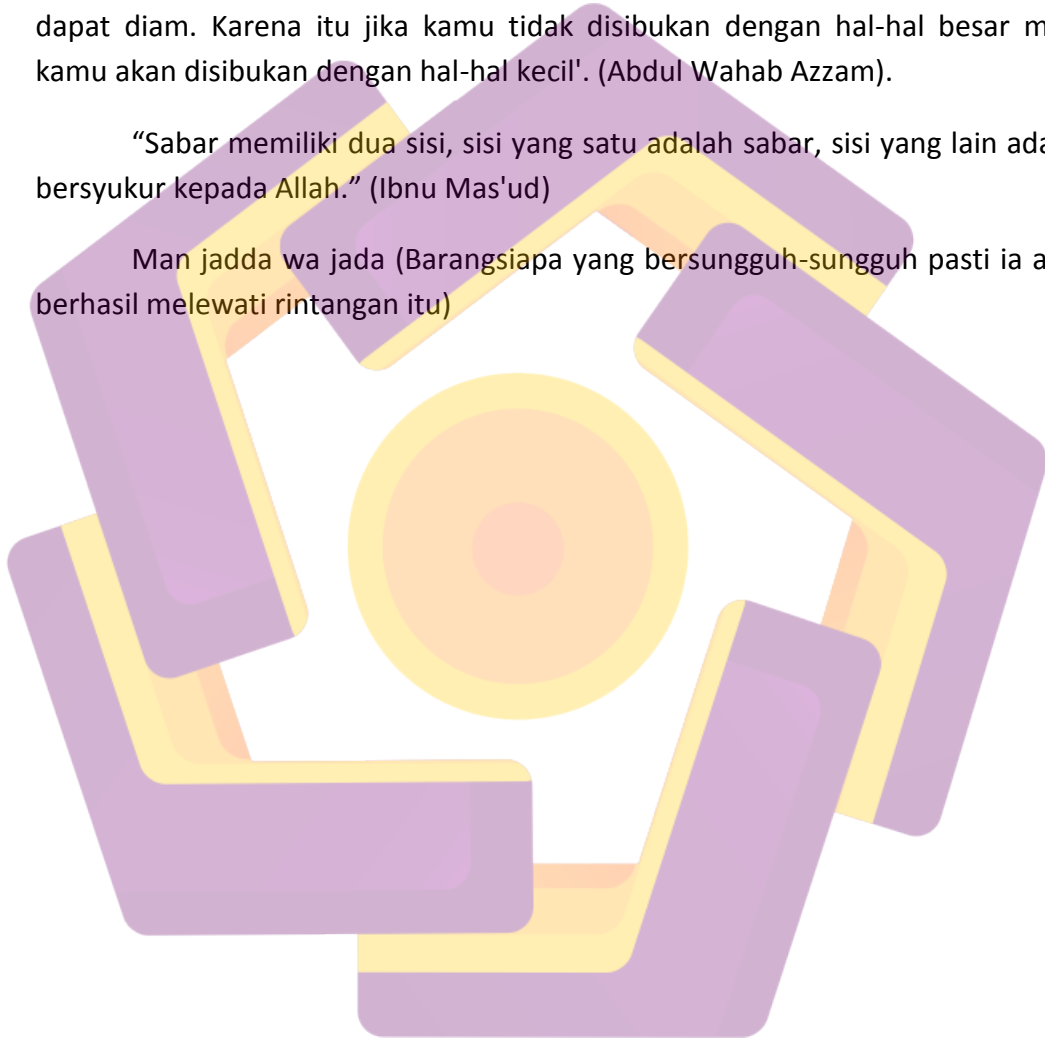 dapat diam. Karena itu jika kamu tidak disibukan dengan hal-hal besar m
kamu akan disibukan dengan hal-hal kecil'. (Abdul Wahab Azzam).
“Sabar memiliki dua sisi, sisi yang satu adalah sabar, sisi yang lain ada
bersyukur kepada Allah.” (Ibnu Mas'ud)
Man jadda wa jada (Barangsiapa yang bersungguh-sungguh pasti ia a
berhasil melewati rintangan itu)